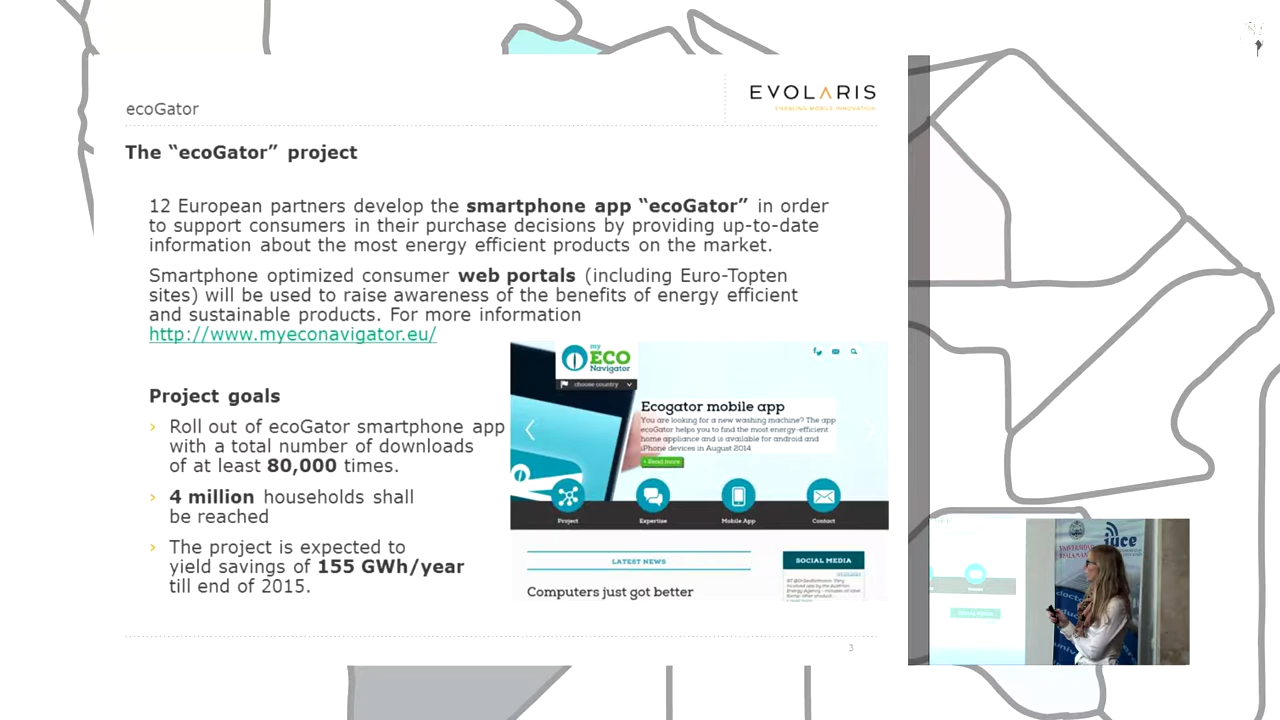 ecoGator
EVOLARIS
ENABLING MOBILE INNOVATION
The “ecoGator” project
12 European partners develop the smartphone app “ecoGator” in order
to support consumers in their purchase decisions by providing up-to-date
information about the most energy efficient products on the market.
Smartphone optimized consumer web portals (including Euro-Topten
sites) will be used to raise awareness of the benefits of energy efficient
and sustainable products. For more information
http://www.myeconavigator.eu/
Project goals
› Roll out of ecoGator smartphone app
with a total number of downloads
of at least 80,000 times.
› 4 million households shall
be reached
› The project is expected to
yield savings of 155 GWh/year
till end of 2015.
my
ECO
Navigator
choose country
Ecogator mobile app
You are looking for a new washing machine? The app
ecoGator helps you to find the most energy-efficient
home appliance and is available for android and
iPhone devices in August 2014
› Read more
Project
Expertise
Mobile App
Contact
LATEST NEWS
SOCIAL MEDIA
Computers just got better
3
iuce